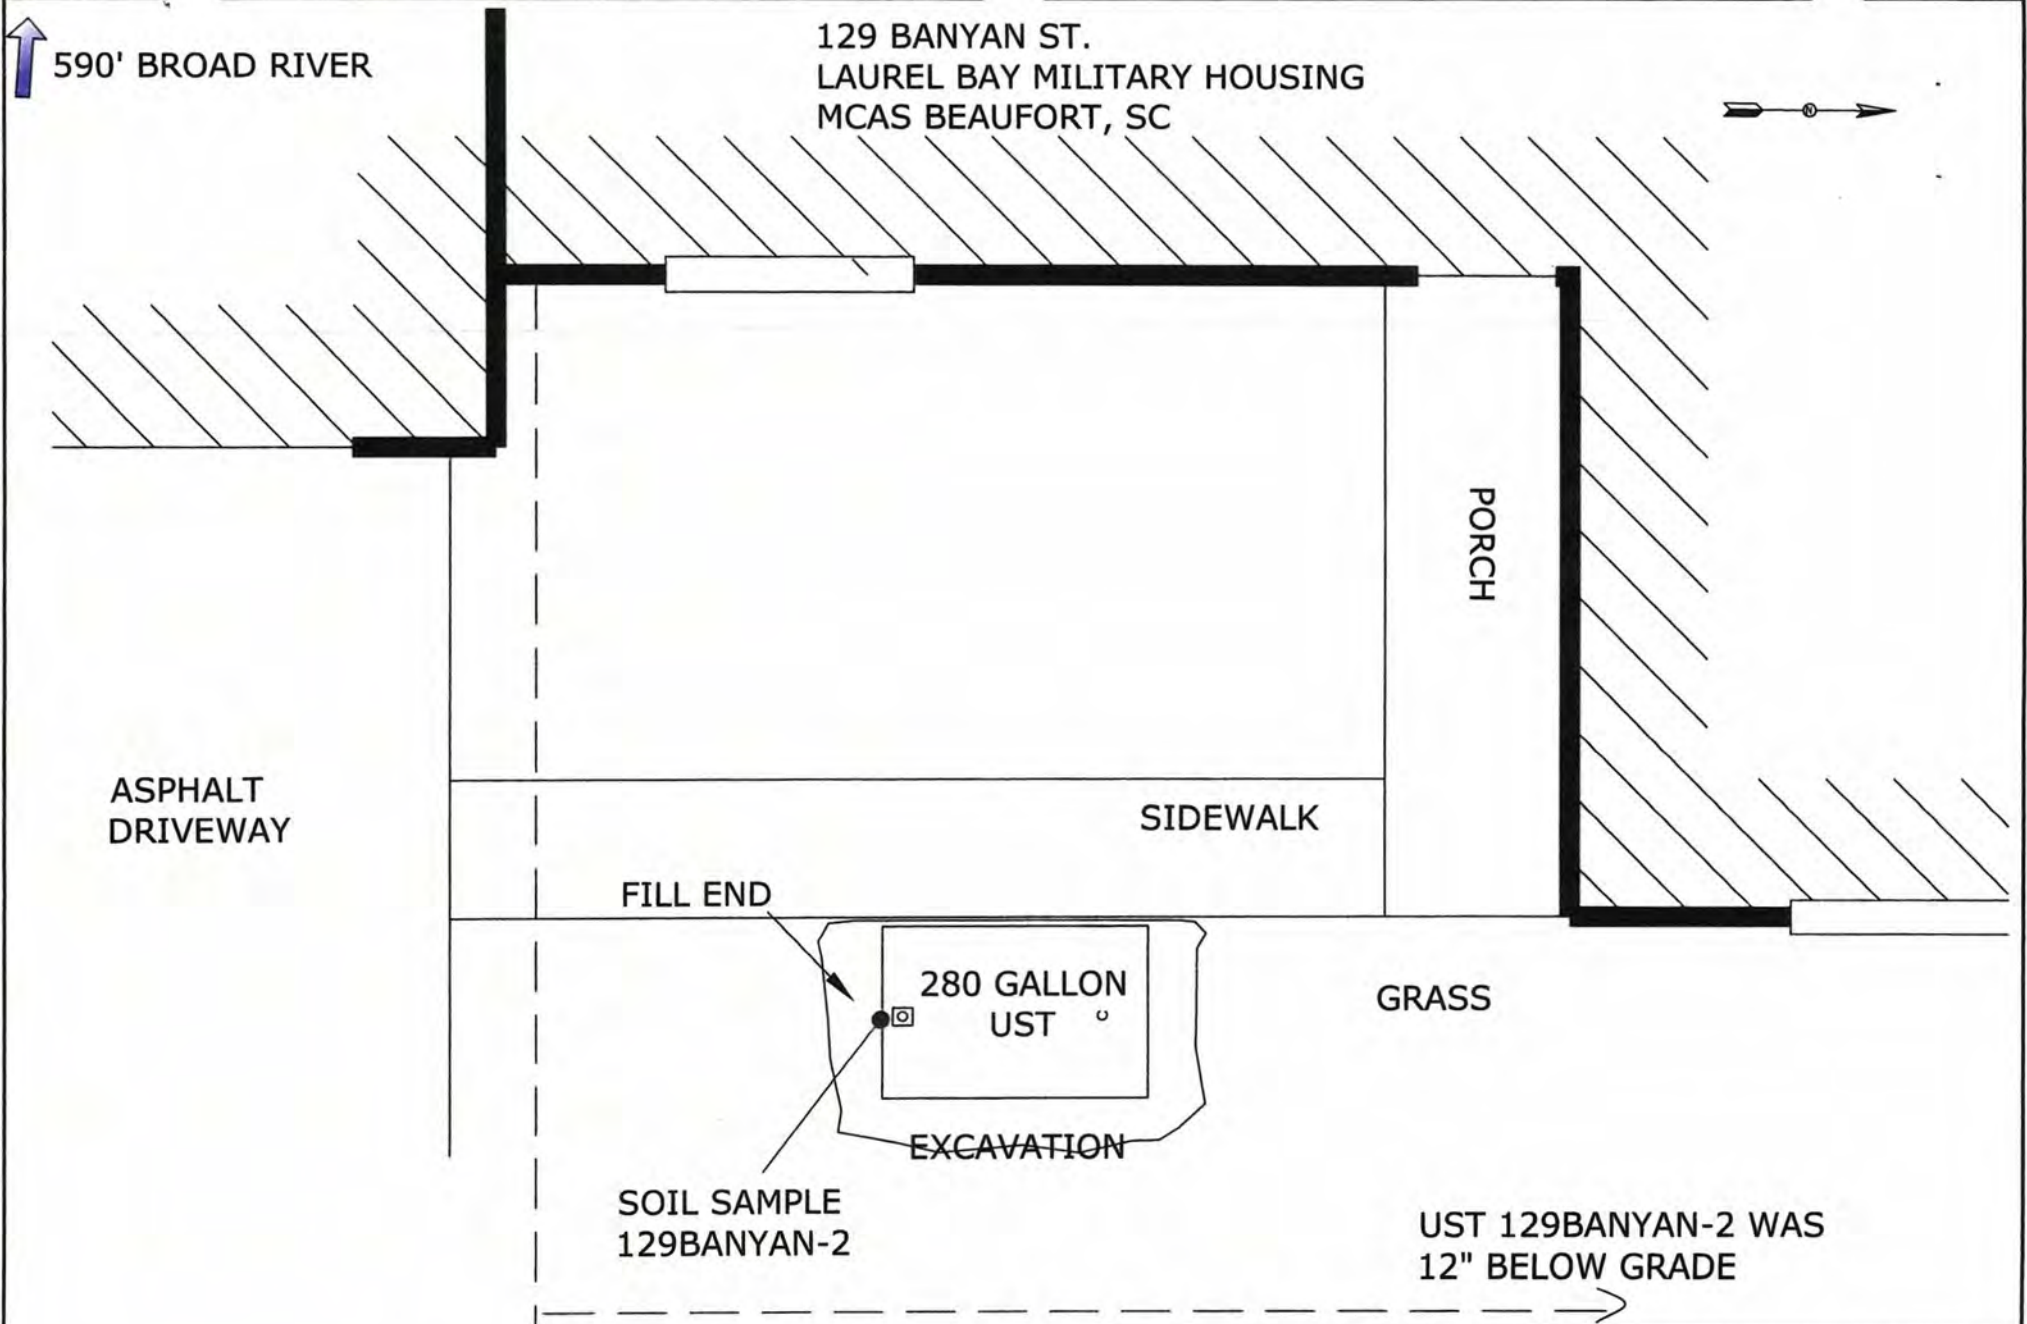 590' BROAD RIVER
129 BANYAN ST.
LAUREL BAY MILITARY HOUSING
MCAS BEAUFORT, SC
N
PORCH
ASPHALT
DRIVEWAY
SIDEWALK
FILL END
280 GALLON
UST
C
GRASS
EXCAVATION
SOIL SAMPLE
129BANYAN-2
UST 129BANYAN-2 WAS
12" BELOW GRADE